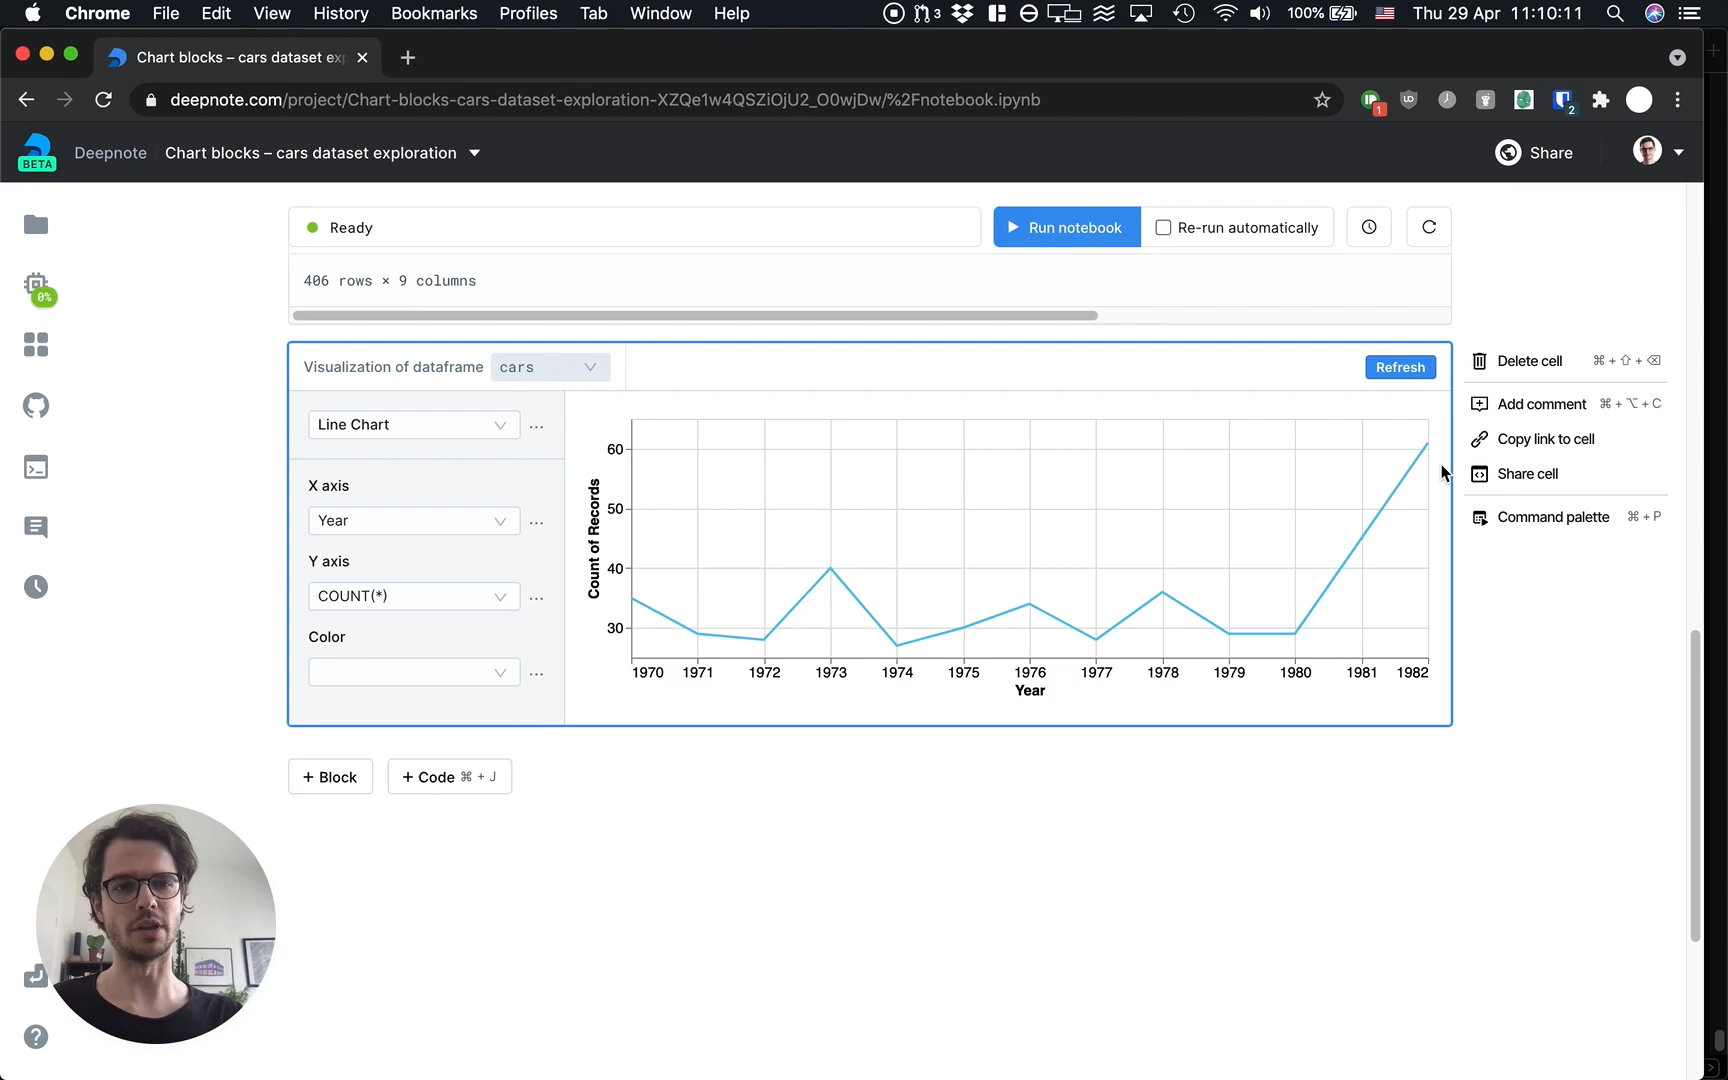 Chrome File Edit View History Bookmarks Profiles Tab Window Help 3 100% Thu 29 Apr 11:10:11
Chart blocks – cars dataset ex
deepnote.com/project/Chart-blocks-cars-dataset-exploration-XZQe1w4QSZiOjU2_O0wjDw/%2Fnotebook.ipynb 1 2
BETA Deepnote Chart blocks – cars dataset exploration Share
Ready Run notebook Re-run automatically
406 rows × 9 columns
0%
Visualization of dataframe cars Refresh
Line Chart
X axis
Year
Y axis
COUNT(*)
Color
Count of Records
60
50
40
30
1970 1971 1972 1973 1974 1975 1976 1977 1978 1979 1980 1981 1982
Year
Delete cell ⌘ + ⇧ + ⌫
Add comment ⌘ + ⌥ + C
Copy link to cell
Share cell
Command palette ⌘ + P
+ Block + Code ⌘ + J
?